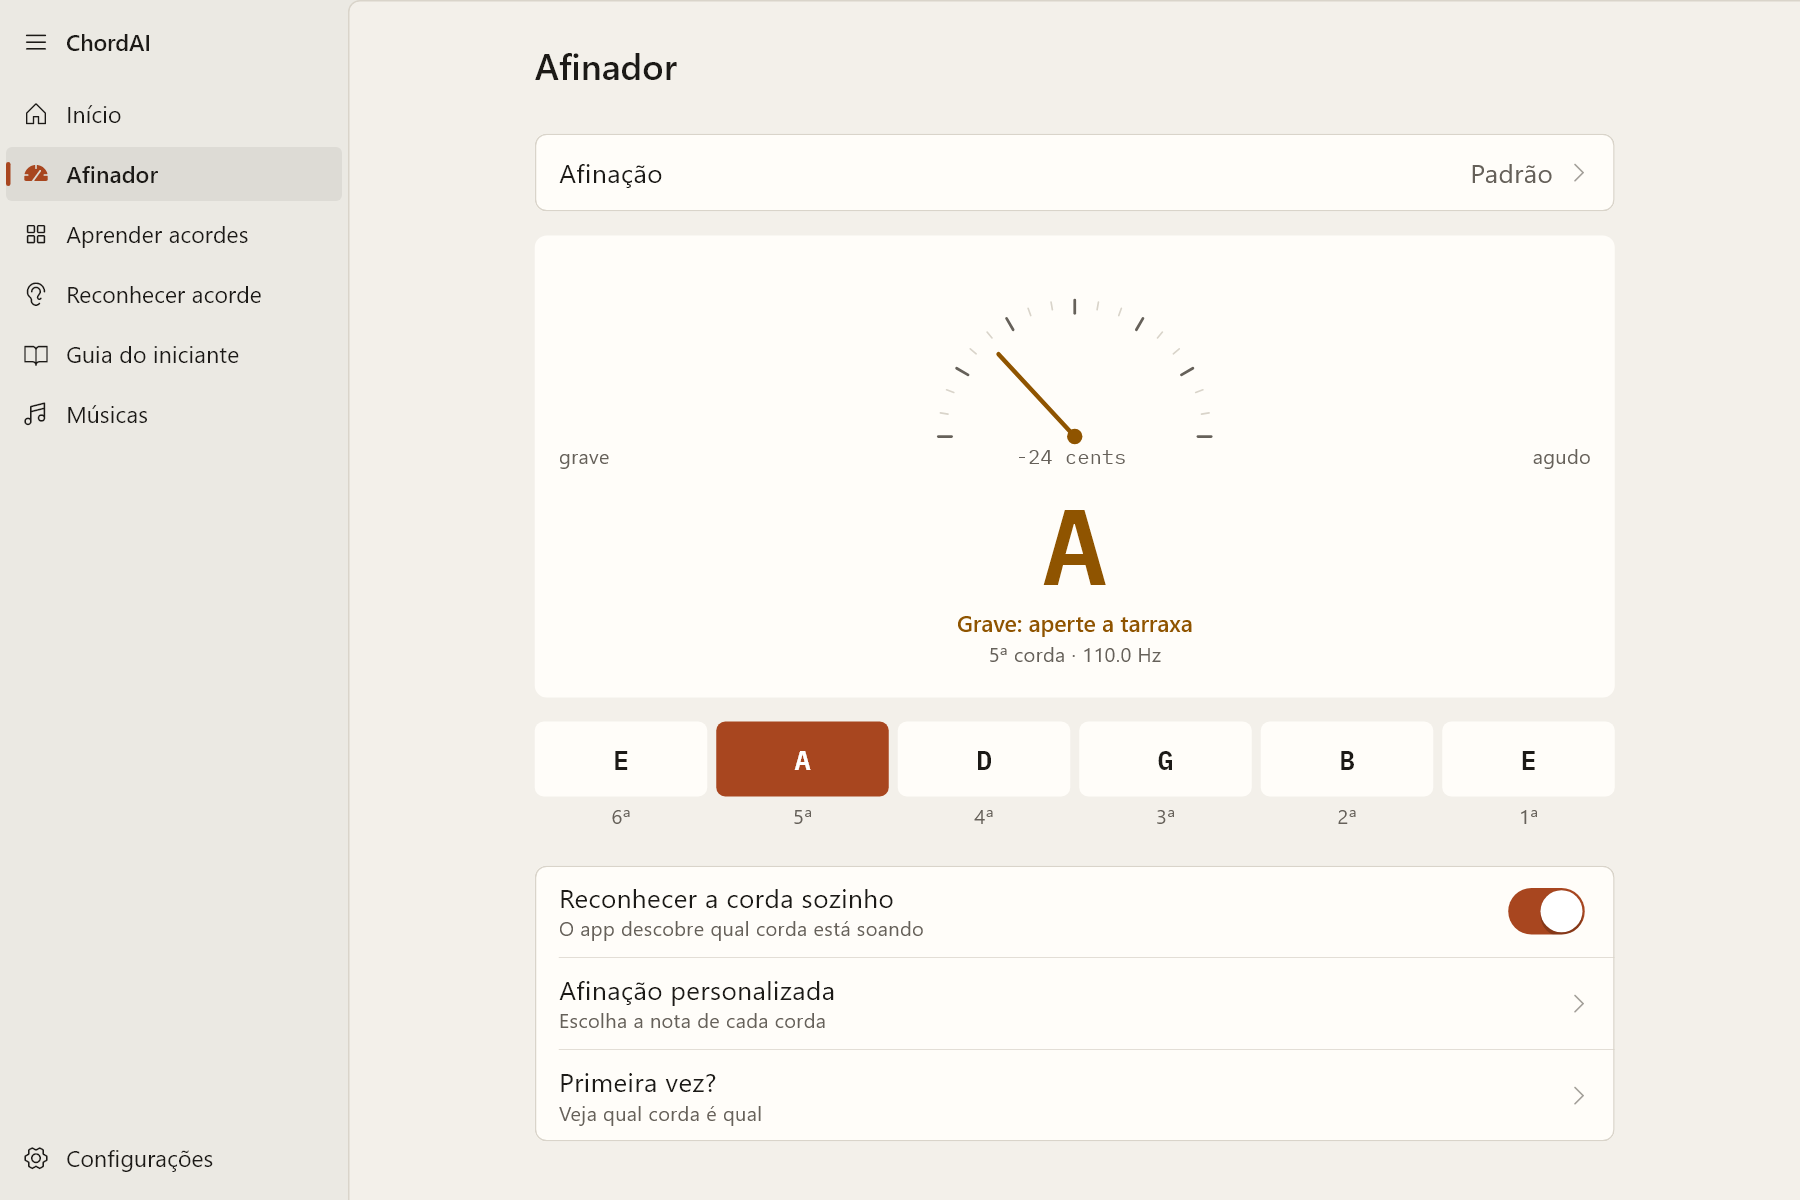 ChordAI
Início
Afinador
Aprender acordes
Reconhecer acorde
Guia do iniciante
Músicas
Configurações
Afinador
Afinação
Padrão
grave
-24 cents
agudo
A
Grave: aperte a tarraxa
5ª corda · 110.0 Hz
E A D G B E
6ª 5ª 4ª 3ª 2ª 1ª
Reconhecer a corda sozinho
O app descobre qual corda está soando
Afinação personalizada
Escolha a nota de cada corda
Primeira vez?
Veja qual corda é qual